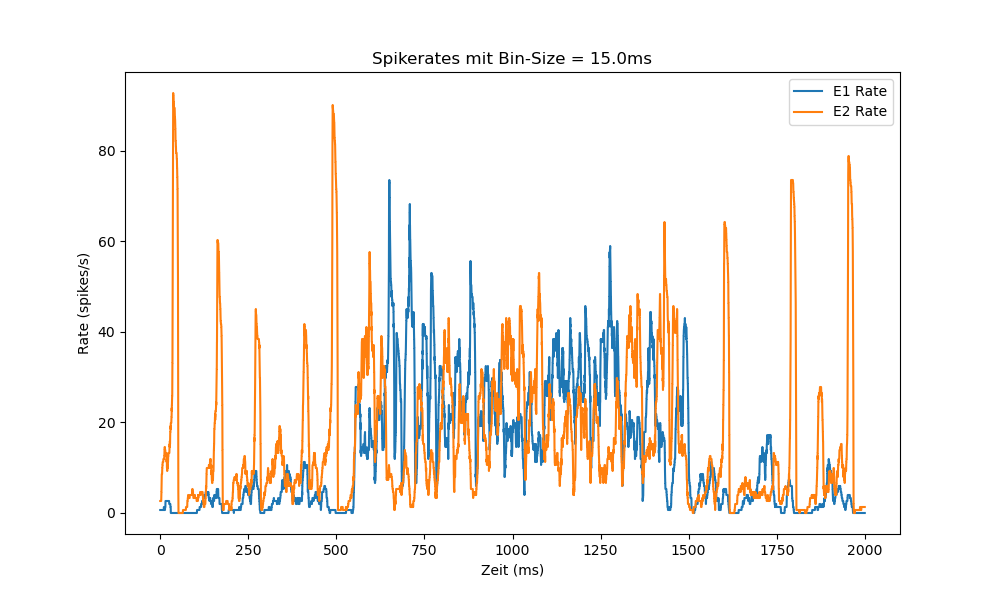 Spikerates mit Bin-Size = 15.0ms
E1 Rate
E2 Rate
Rate (spikes/s)
80
60
40
20
0
0 250 500 750 1000 1250 1500 1750 2000
Zeit (ms)